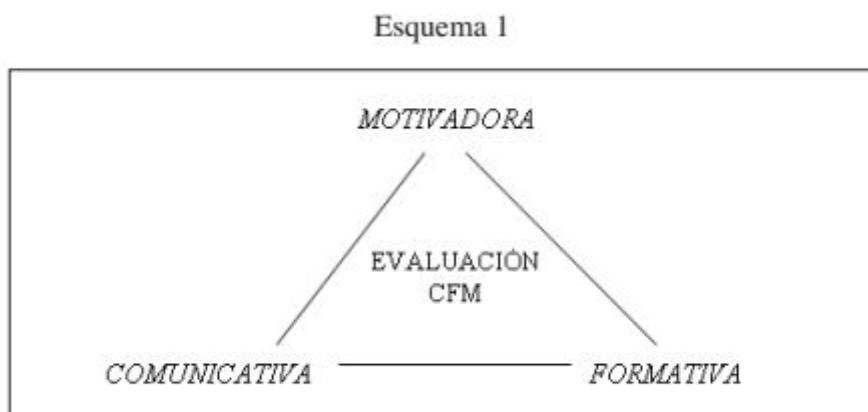 Esquema 1
MOTIVADORA
EVALUACIÓN
CFM
COMUNICATIVA
FORMATIVA